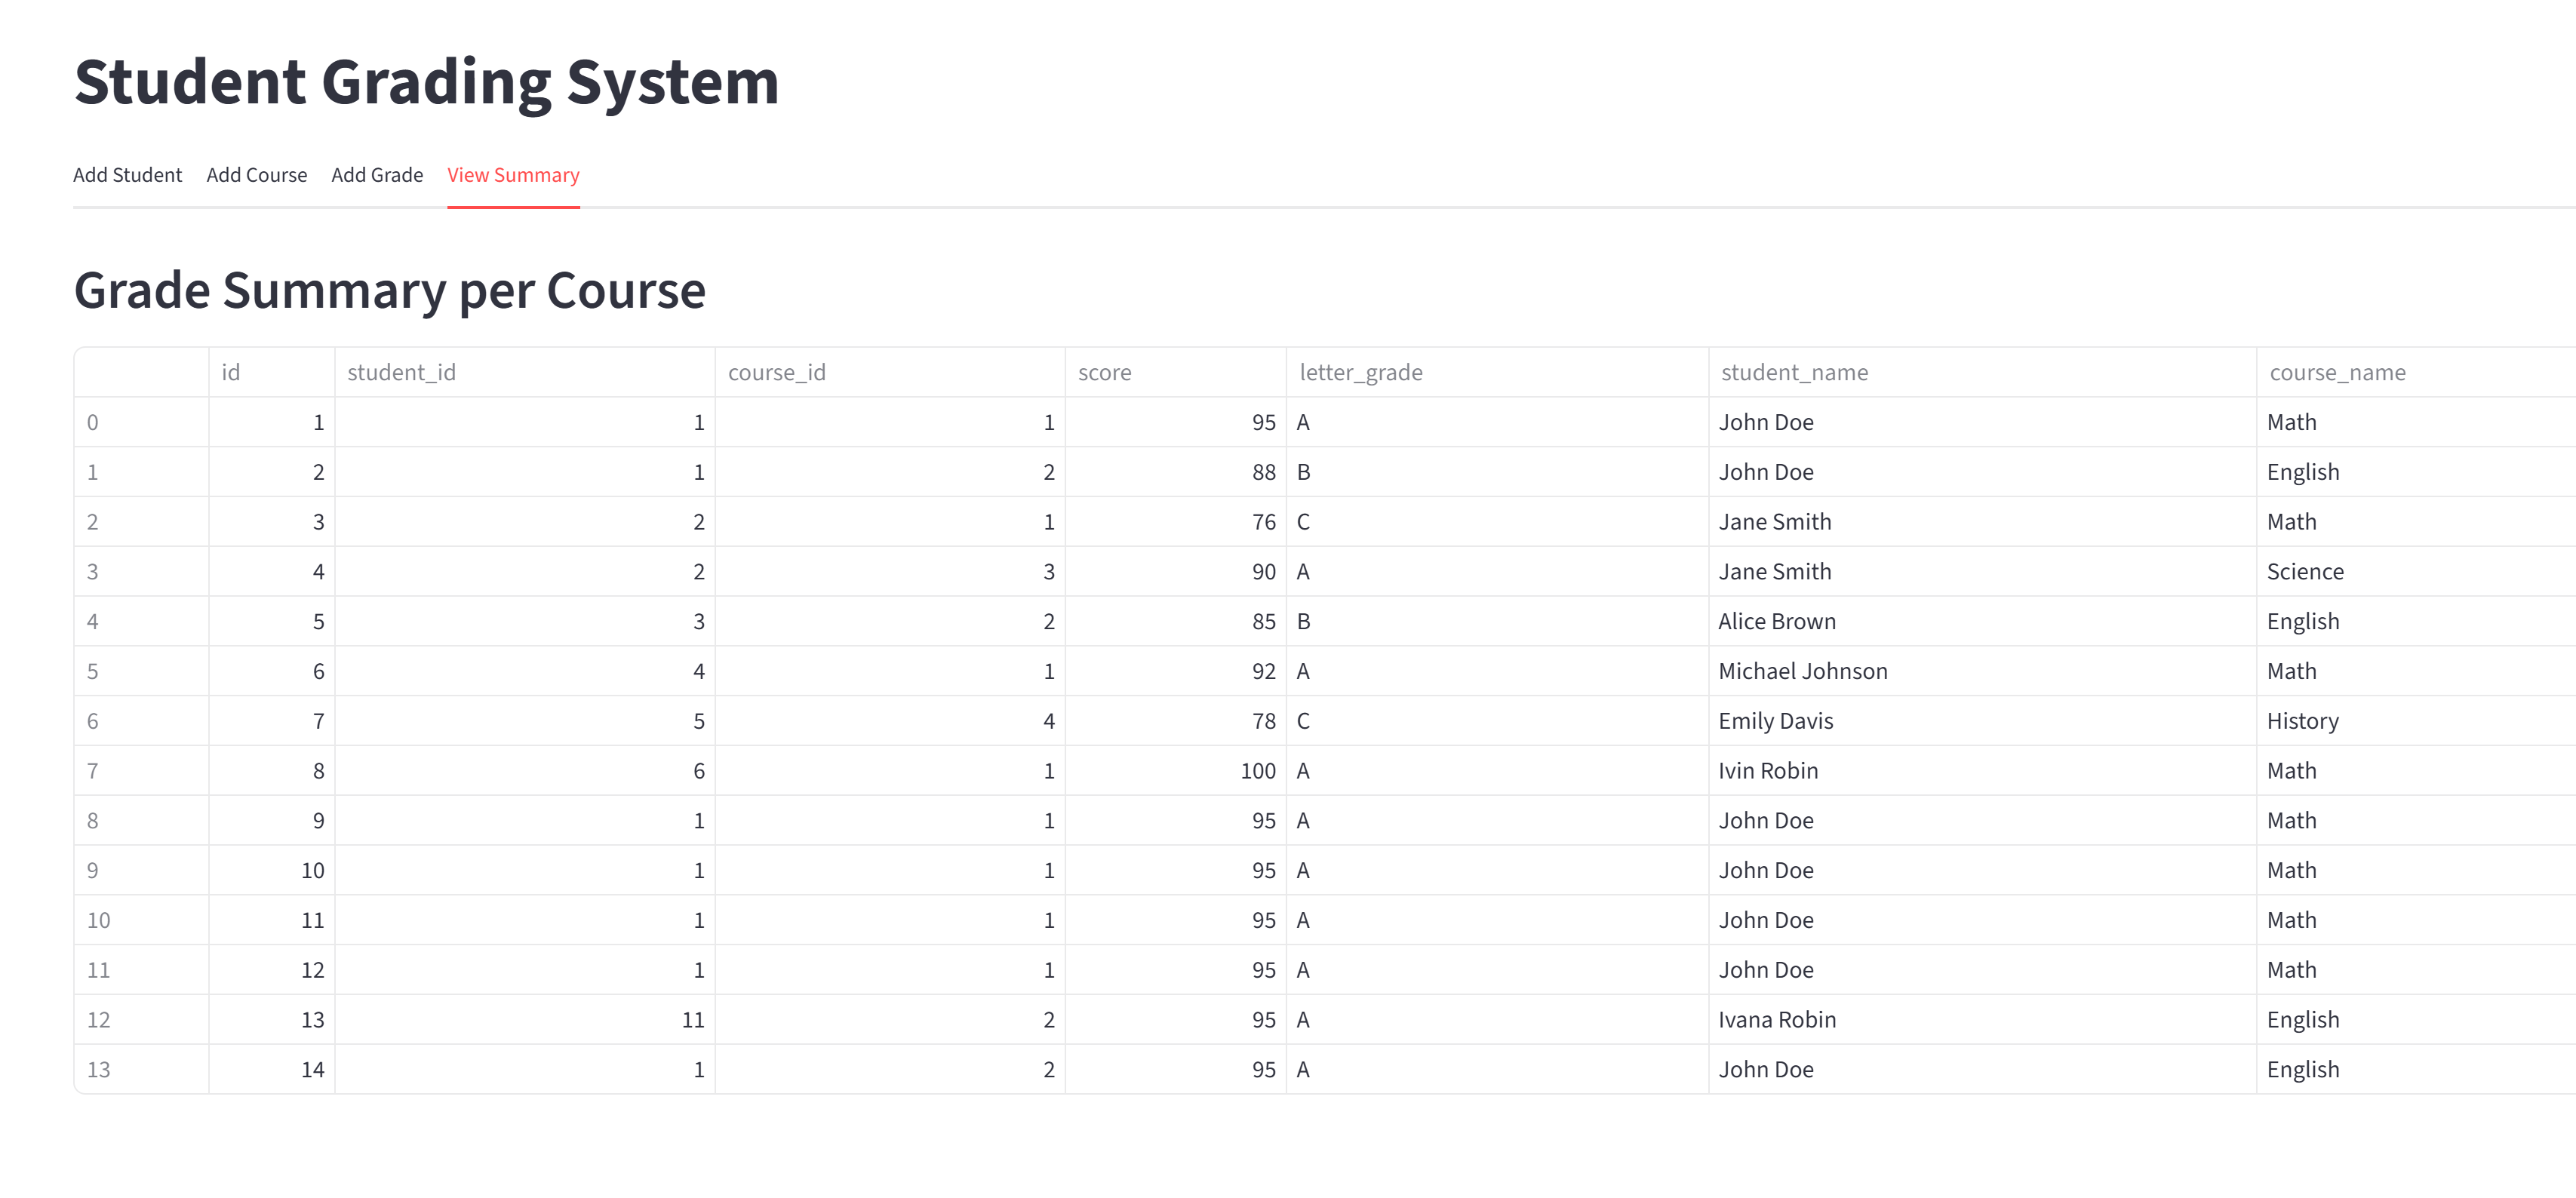 Student Grading System
Add Student Add Course Add Grade View Summary
Grade Summary per Course
id student_id course_id score letter_grade student_name course_name
0 1 1 1 95 A John Doe Math
1 2 1 2 88 B John Doe English
2 3 2 1 76 C Jane Smith Math
3 4 2 3 90 A Jane Smith Science
4 5 3 2 85 B Alice Brown English
5 6 4 1 92 A Michael Johnson Math
6 7 5 4 78 C Emily Davis History
7 8 6 1 100 A Ivin Robin Math
8 9 1 1 95 A John Doe Math
9 10 1 1 95 A John Doe Math
10 11 1 1 95 A John Doe Math
11 12 1 1 95 A John Doe Math
12 13 11 2 95 A Ivana Robin English
13 14 1 2 95 A John Doe English